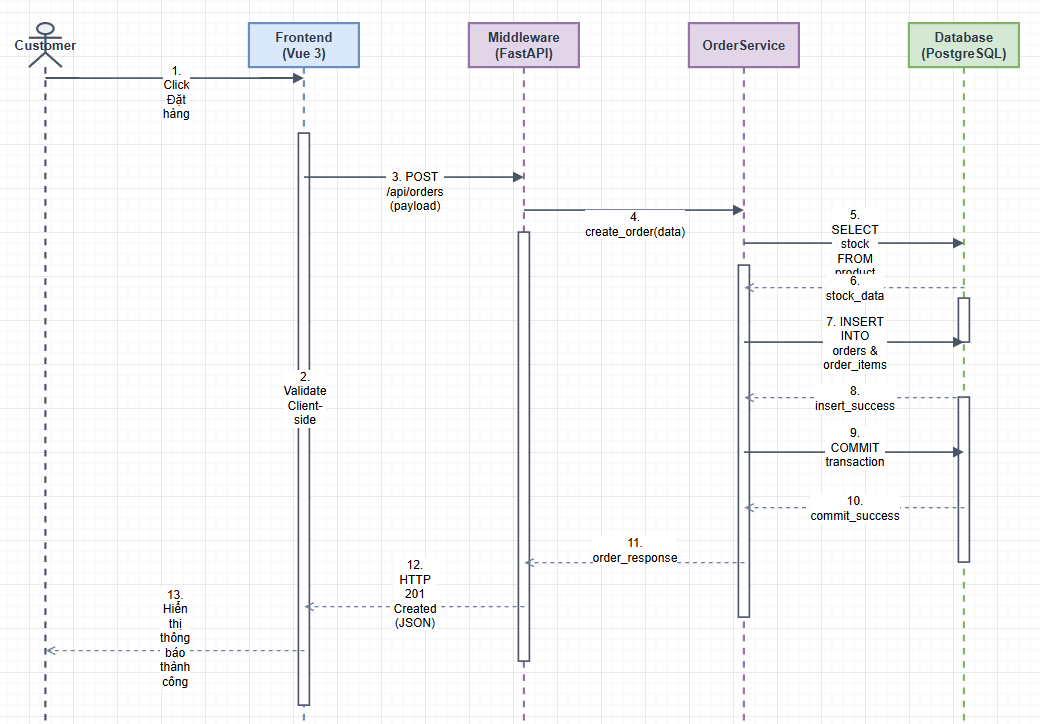 Customer
Frontend
(Vue 3)
Middleware
(FastAPI)
OrderService
Database
(PostgreSQL)
1.
Click
Đặt
hàng
3. POST
/api/orders
(payload)
4.
create_order(data)
5.
SELECT
stock
FROM
product
6.
stock_data
7. INSERT
INTO
orders &
order_items
2.
Validate
Client-
side
8.
insert_success
9.
COMMIT
transaction
10.
commit_success
11.
order_response
12.
HTTP
201
Created
(JSON)
13.
Hiển
thị
thông
báo
thành
công